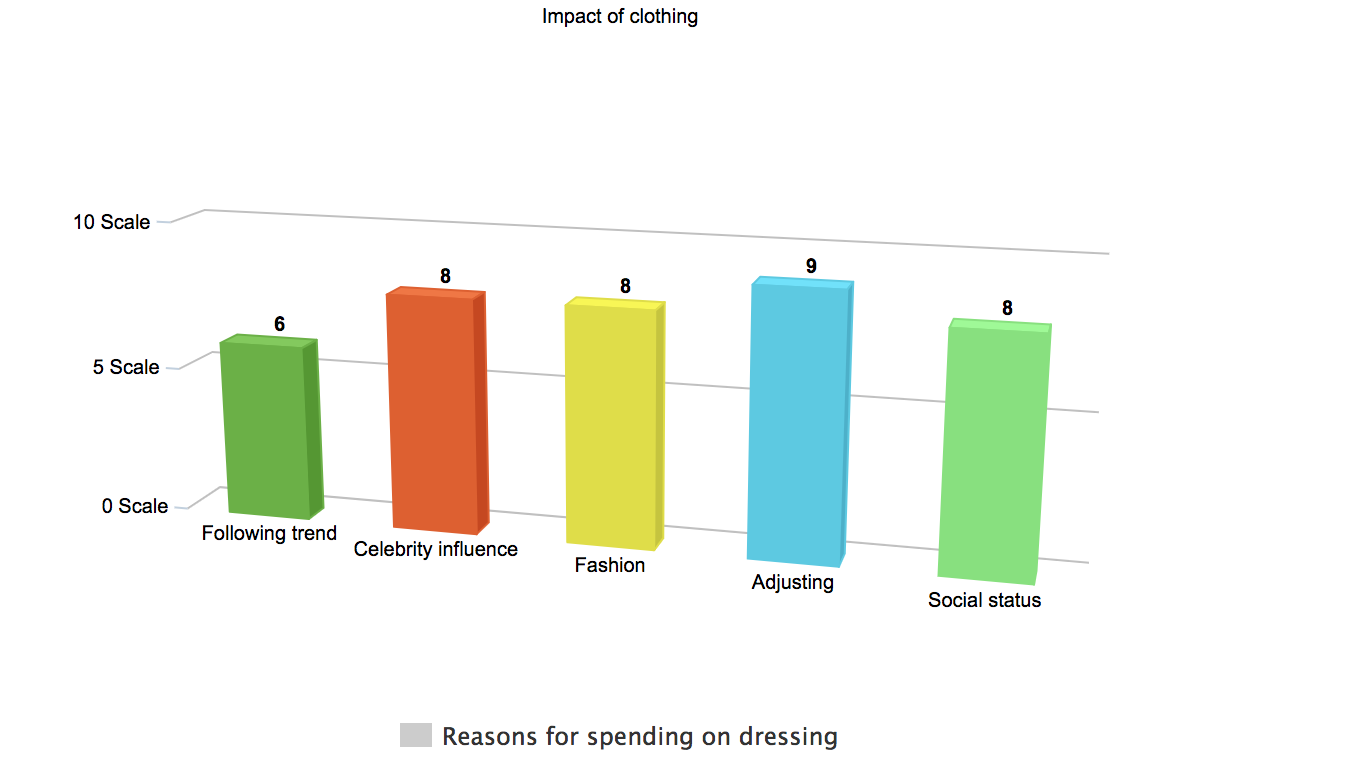 Impact of clothing
10 Scale
5 Scale
0 Scale
6
8
8
9
8
Following trend
Celebrity influence
Fashion
Adjusting
Social status
Reasons for spending on dressing